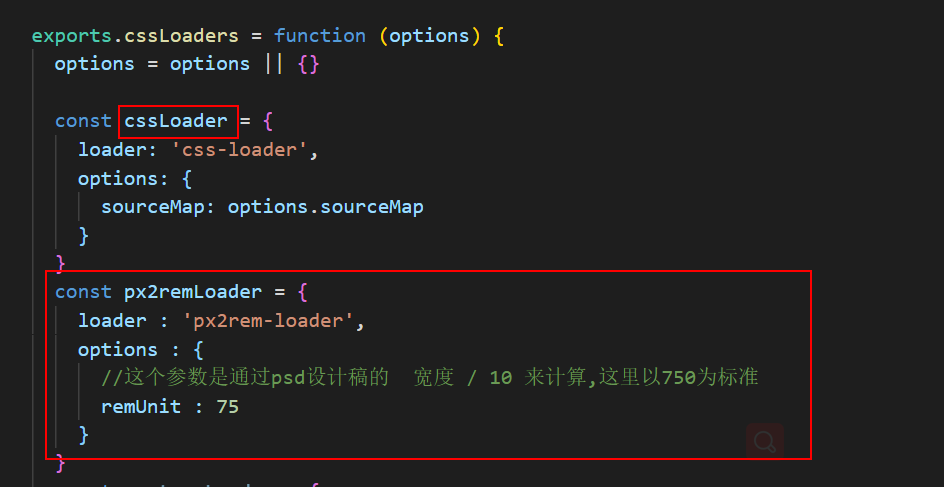 exports.cssLoaders = function (options) {
options = options || {}
const cssLoader = {
loader: 'css-loader',
options: {
sourceMap: options.sourceMap
}
}
const px2remLoader = {
loader : 'px2rem-loader',
options : {
//这个参数是通过psd设计稿的 宽度 / 10 来计算,这里以750为标准
remUnit : 75
}
}